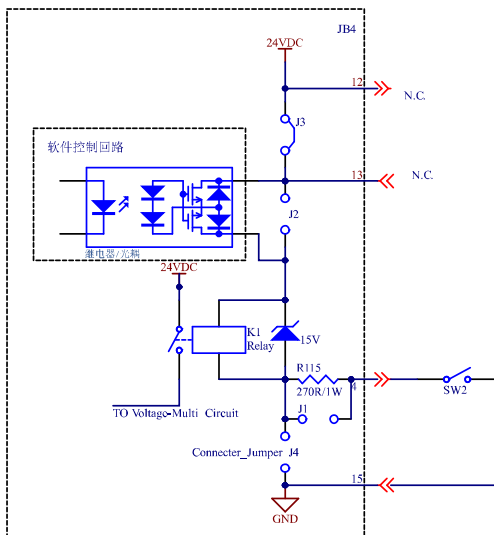 JB4
24VDC
12
N.C.
J3
软件控制回路
13
N.C.
J2
继电器/光耦
24VDC
K1
Relay
15V
R115
270R/1W
4
SW2
J1
TO Voltage-Multi Circuit
Connecter_Jumper J4
15
GND